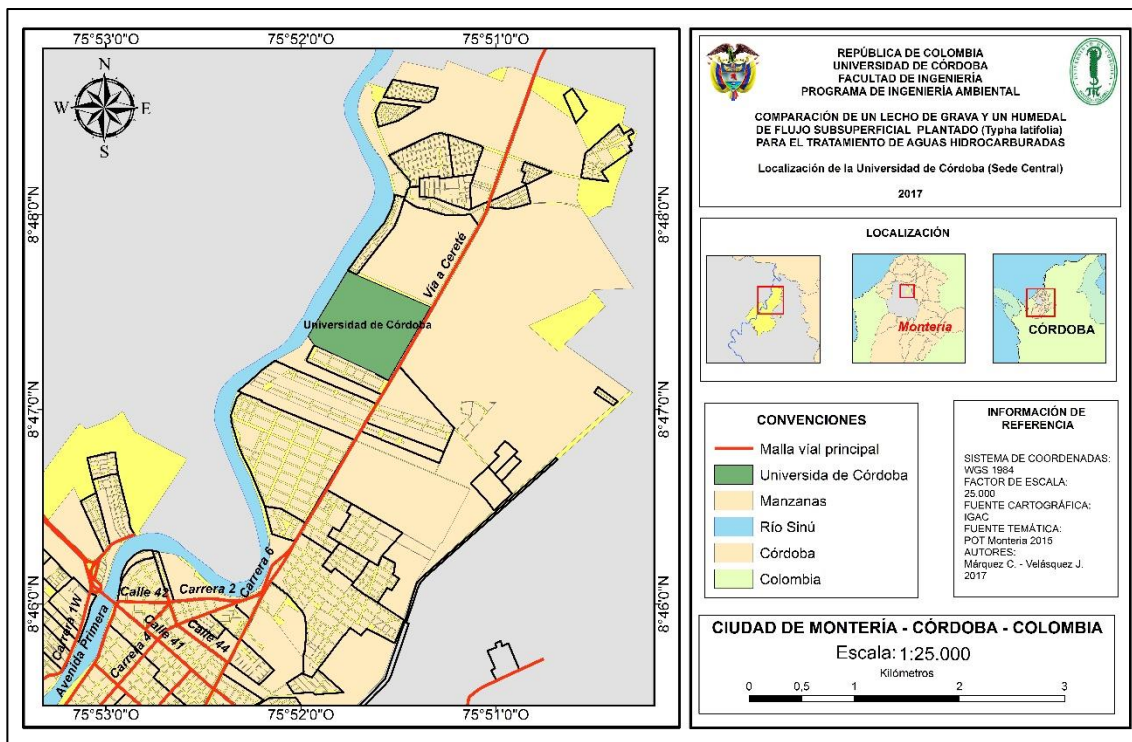 75°53'0"O 75°52'0"O 75°51'0"O
N
W E
S
8°48'0"N
8°48'0"N
Vía a Cereté
Universidad de Córdoba
8°47'0"N
8°47'0"N
Carrera 6
Calle 42
Carrera 2
8°46'0"N
8°46'0"N
Carrera 1W
Avenida Primera
Carrera 4
Calle 41
Calle 44
75°53'0"O 75°52'0"O 75°51'0"O
REPÚBLICA DE COLOMBIA
UNIVERSIDAD DE CÓRDOBA
FACULTAD DE INGENIERÍA
PROGRAMA DE INGENIERÍA AMBIENTAL
COMPARACIÓN DE UN LECHO DE GRAVA Y UN HUMEDAL
DE FLUJO SUBSUPERFICIAL PLANTADO (Typha latifolia)
PARA EL TRATAMIENTO DE AGUAS HIDROCARBURADAS
Localización de la Universidad de Córdoba (Sede Central)
2017
LOCALIZACIÓN
Montería
CÓRDOBA
CONVENCIONES
Malla víal principal
Universida de Córdoba
Manzanas
Río Sinú
Córdoba
Colombia
INFORMACIÓN DE
REFERENCIA
SISTEMA DE COORDENADAS:
WGS 1984
FACTOR DE ESCALA:
25.000
FUENTE CARTOGRÁFICA:
IGAC
FUENTE TEMÁTICA:
POT Monteria 2015
AUTORES:
Márquez C. - Velásquez J.
2017
CIUDAD DE MONTERÍA - CÓRDOBA - COLOMBIA
Escala: 1:25.000
Kilómetros
0 0,5 1 2 3